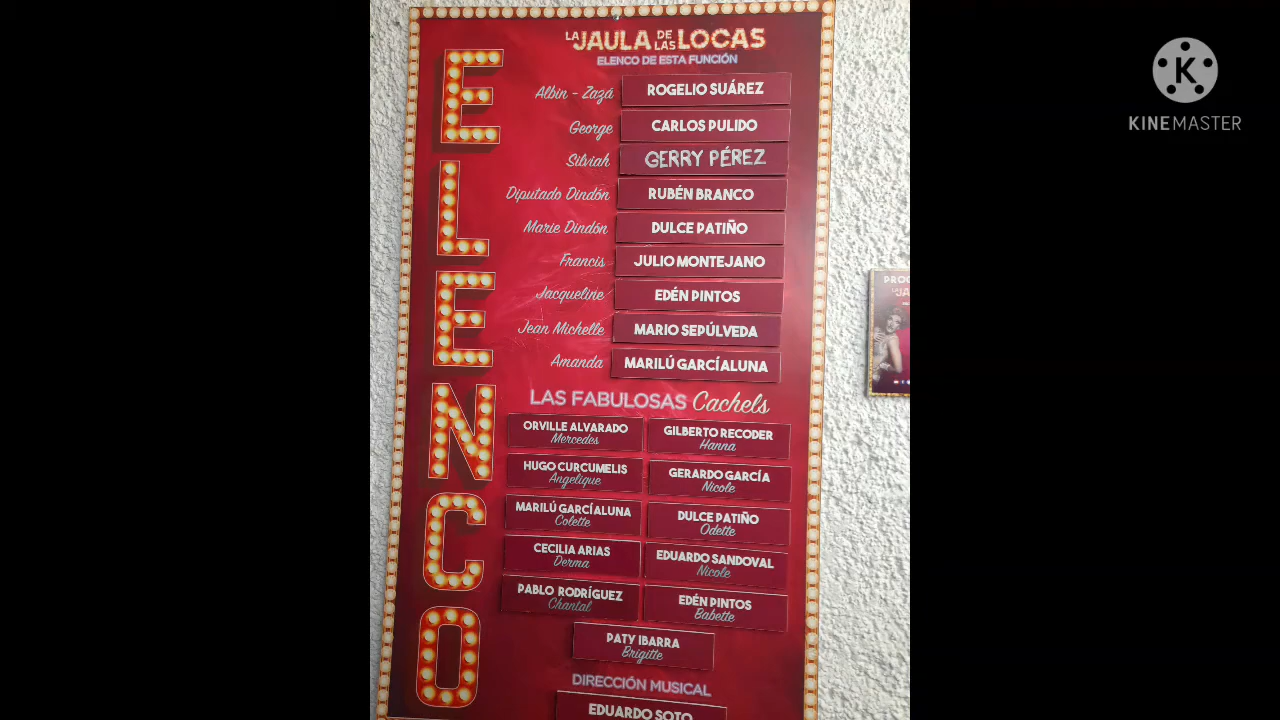 LA JAULA DE LAS LOCAS
ELENCO DE ESTA FUNCIÓN
ELENCO
Albin - Zazá ROGELIO SUÁREZ
George CARLOS PULIDO
Silviah GERRY PÉREZ
Diputado Dindón RUBÉN BRANCO
Marie Dindón DULCE PATIÑO
Francis JULIO MONTEJANO
Jacqueline EDÉN PINTOS
Jean Michelle MARIO SEPÚLVEDA
Amanda MARILÚ GARCÍALUNA
LAS FABULOSAS Cachels
ORVILLE ALVARADO
Mercedes
GILBERTO RECODER
Hanna
HUGO CURCUMELIS
Angelique
GERARDO GARCÍA
Nicole
MARILÚ GARCÍALUNA
Colette
DULCE PATIÑO
Odette
CECILIA ARIAS
Derma
EDUARDO SANDOVAL
Nicole
PABLO RODRÍGUEZ
Chantal
EDÉN PINTOS
Babette
PATY IBARRA
Brigitte
DIRECCIÓN MUSICAL
EDUARDO SOTO
K
KINEMASTER